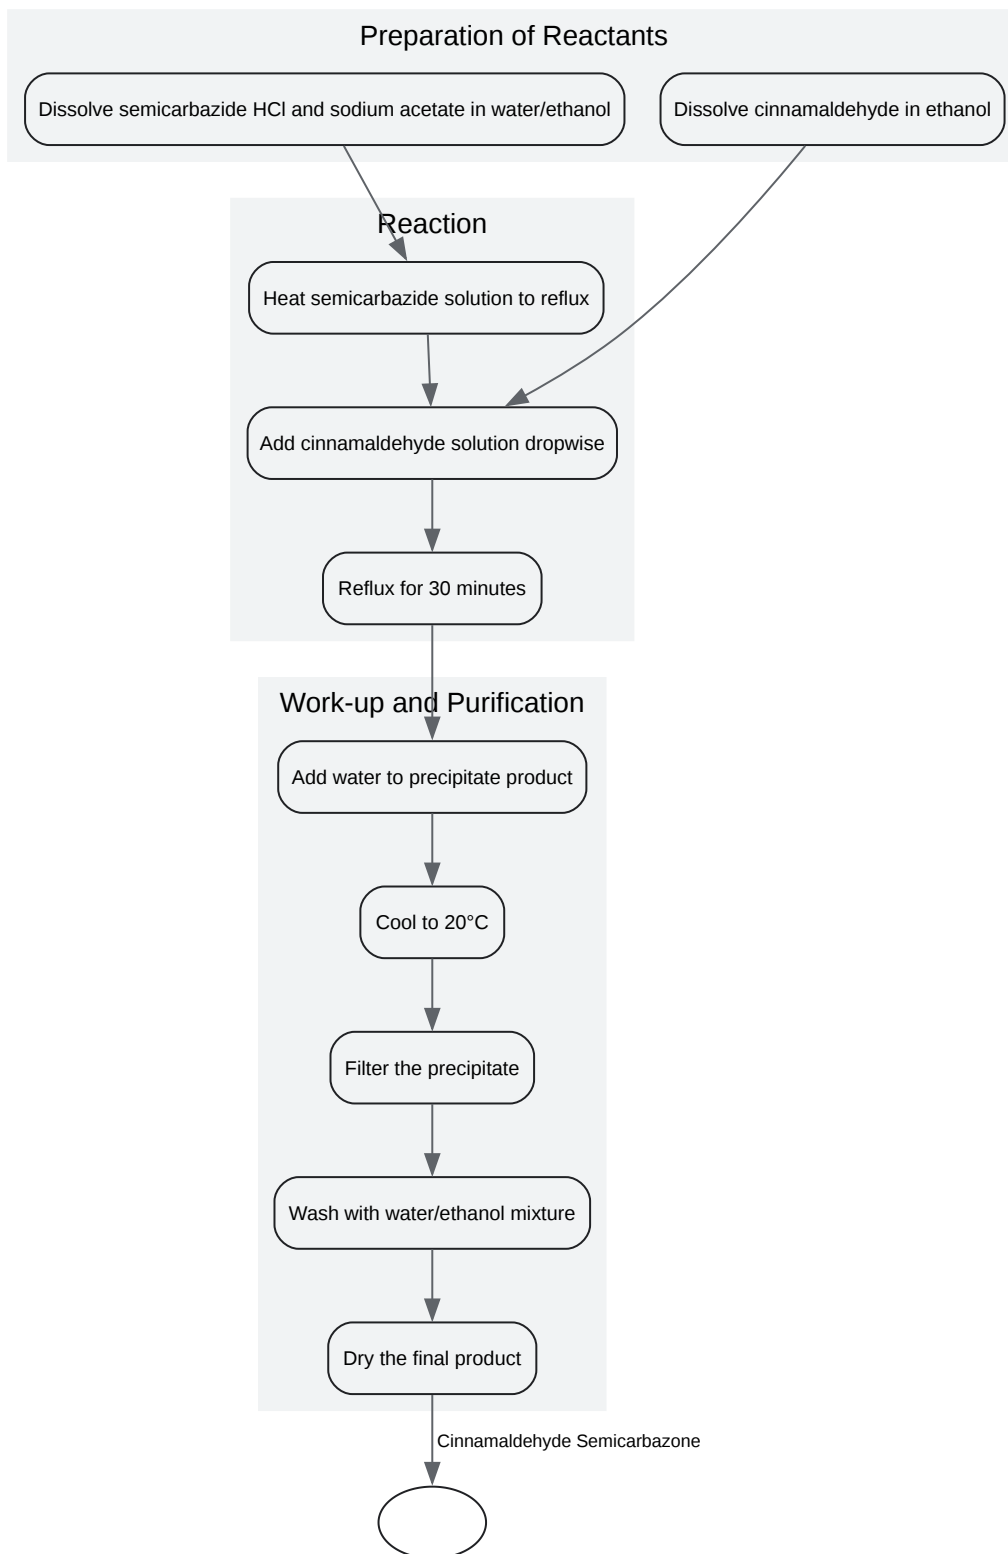 Preparation of Reactants
Dissolve semicarbazide HCl and sodium acetate in water/ethanol
Dissolve cinnamaldehyde in ethanol
Reaction
Heat semicarbazide solution to reflux
Add cinnamaldehyde solution dropwise
Reflux for 30 minutes
Work-up and Purification
Add water to precipitate product
Cool to 20°C
Filter the precipitate
Wash with water/ethanol mixture
Dry the final product
Cinnamaldehyde Semicarbazone